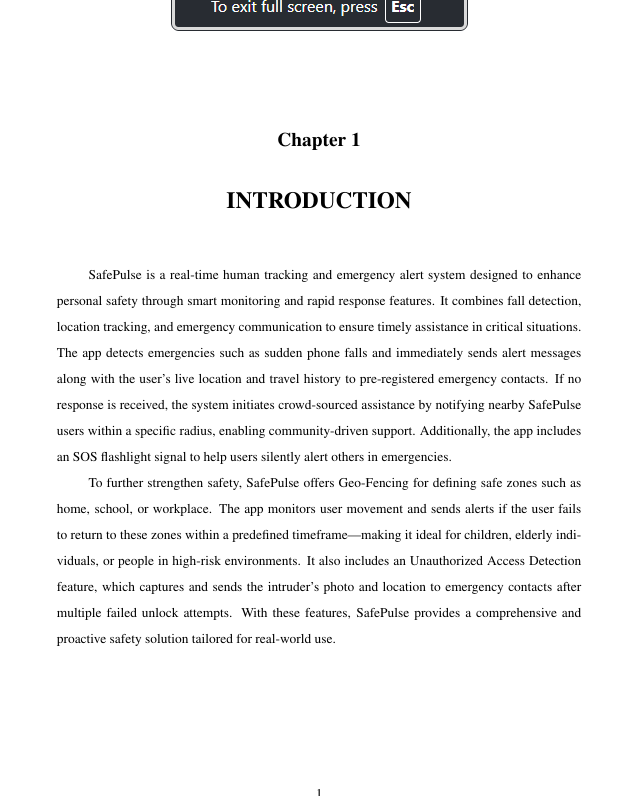 To exit full screen, press Esc
Chapter 1
INTRODUCTION
SafePulse is a real-time human tracking and emergency alert system designed to enhance
personal safety through smart monitoring and rapid response features. It combines fall detection,
location tracking, and emergency communication to ensure timely assistance in critical situations.
The app detects emergencies such as sudden phone falls and immediately sends alert messages
along with the user’s live location and travel history to pre-registered emergency contacts. If no
response is received, the system initiates crowd-sourced assistance by notifying nearby SafePulse
users within a specific radius, enabling community-driven support. Additionally, the app includes
an SOS flashlight signal to help users silently alert others in emergencies.
To further strengthen safety, SafePulse offers Geo-Fencing for defining safe zones such as
home, school, or workplace. The app monitors user movement and sends alerts if the user fails
to return to these zones within a predefined timeframe—making it ideal for children, elderly indi-
viduals, or people in high-risk environments. It also includes an Unauthorized Access Detection
feature, which captures and sends the intruder’s photo and location to emergency contacts after
multiple failed unlock attempts. With these features, SafePulse provides a comprehensive and
proactive safety solution tailored for real-world use.
1